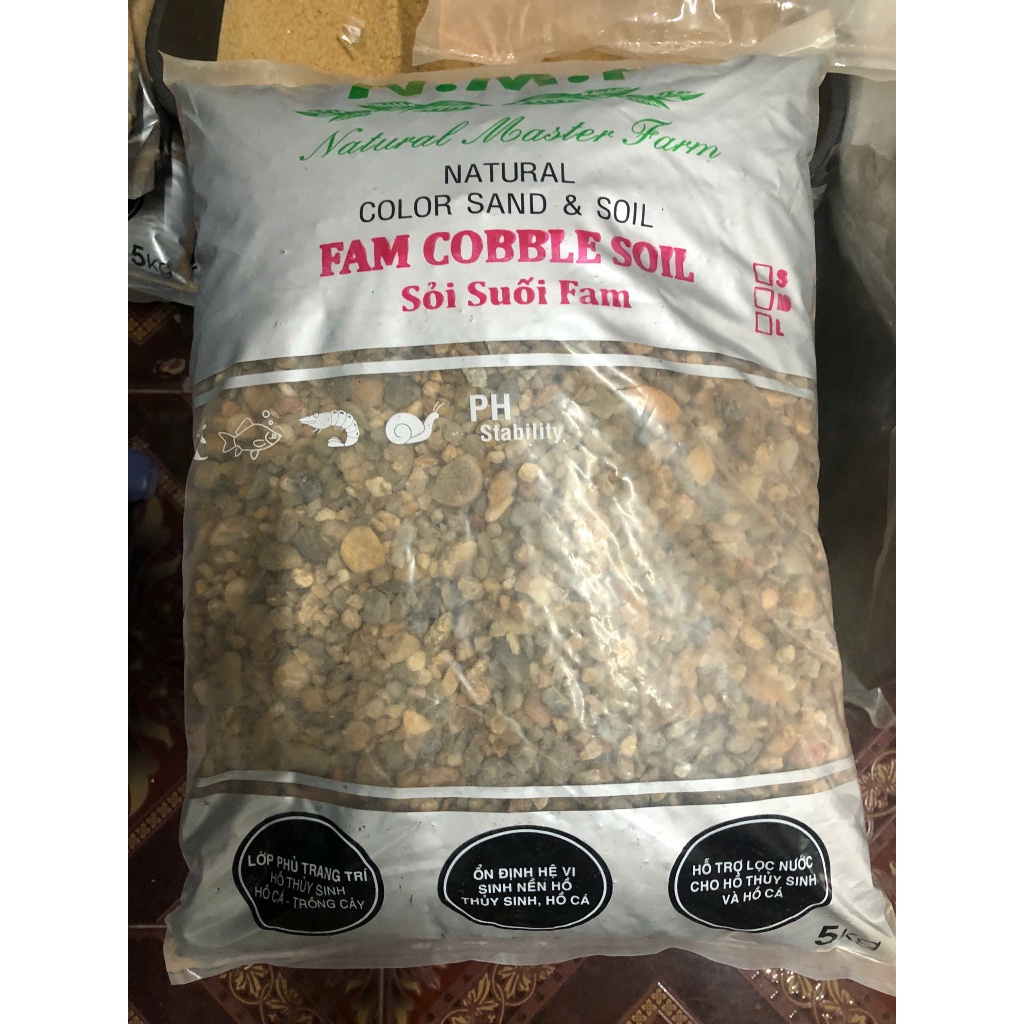 N.M.F
Natural Master Farm
NATURAL
COLOR SAND & SOIL
FAM COBBLE SOIL
Sỏi Suối Fam
S
M
L
5kg
PH
Stability
LỚP PHỦ TRANG TRÍ
HỒ THỦY SINH
HỒ CÁ - TRỒNG CÂY
ỔN ĐỊNH HỆ VI
SINH NỀN HỒ
THỦY SINH, HỒ CÁ
HỖ TRỢ LỌC NƯỚC
CHO HỒ THỦY SINH
VÀ HỒ CÁ
5kg